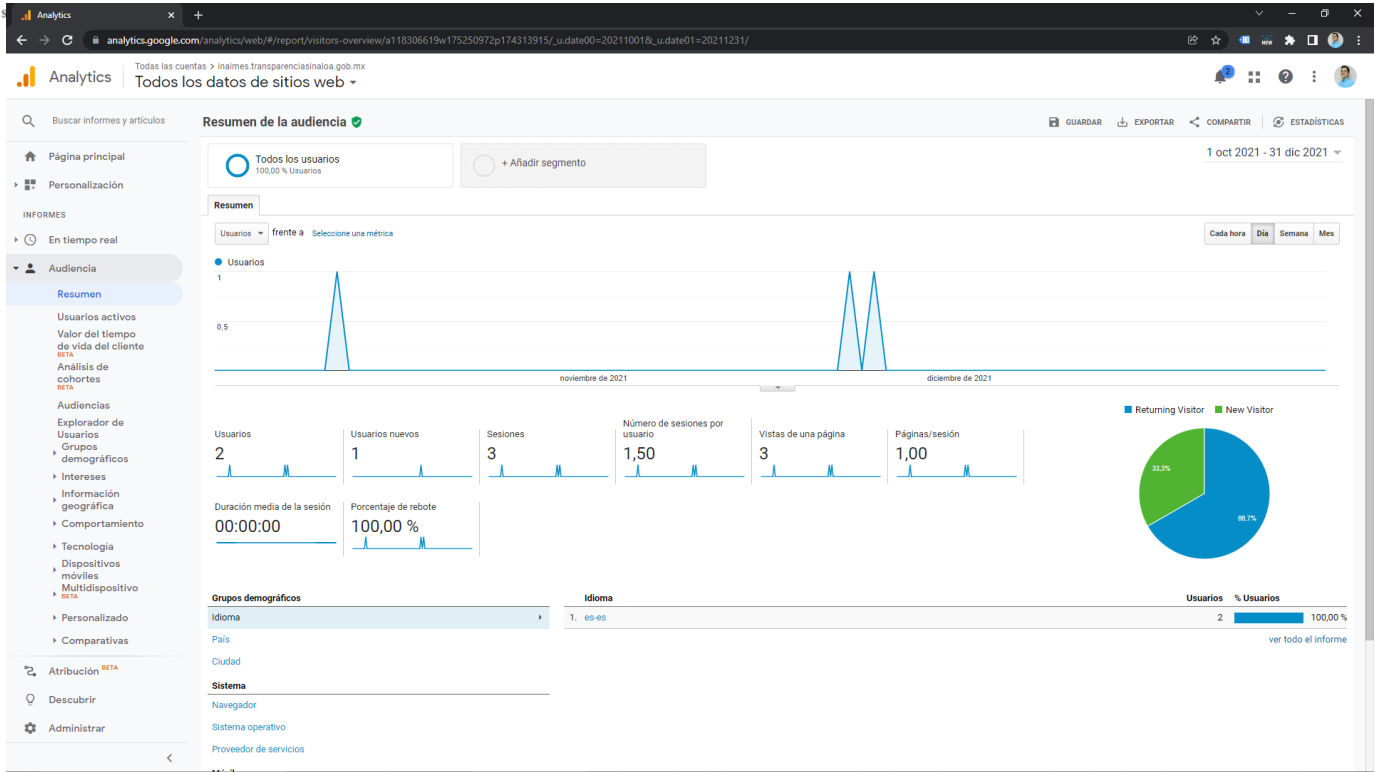 Analytics
analytics.google.com/analytics/web/#/report/visitors-overview/a118306619w175250972p174313915/_u.date00=20211001&_u.date01=20211231/
NEW
Analytics
Todas las cuentas > inaimes.transparenciasinaloa.gob.mx
Todos los datos de sitios web
2
Buscar informes y artículos
Página principal
Personalización
INFORMES
En tiempo real
Audiencia
Resumen
Usuarios activos
Valor del tiempo
de vida del cliente
BETA
Análisis de
cohortes
BETA
Audiencias
Explorador de
Usuarios
Grupos
demográficos
Intereses
Información
geográfica
Comportamiento
Tecnología
Dispositivos
móviles
Multidispositivo
BETA
Personalizado
Comparativas
Atribución BETA
Descubrir
Administrar
Resumen de la audiencia
GUARDAR EXPORTAR COMPARTIR ESTADÍSTICAS
Todos los usuarios
100,00 % Usuarios
+ Añadir segmento
1 oct 2021 - 31 dic 2021
Resumen
Usuarios frente a Seleccione una métrica
Cada hora Día Semana Mes
Usuarios
1
0,5
noviembre de 2021 diciembre de 2021
Returning Visitor New Visitor
33,3%
66,7%
Usuarios
2
Usuarios nuevos
1
Sesiones
3
Número de sesiones por
usuario
1,50
Vistas de una página
3
Páginas/sesión
1,00
Duración media de la sesión
00:00:00
Porcentaje de rebote
100,00 %
Grupos demográficos
Idioma
País
Ciudad
Sistema
Navegador
Sistema operativo
Proveedor de servicios
Idioma Usuarios % Usuarios
1. es-es 2 100,00 %
ver todo el informe